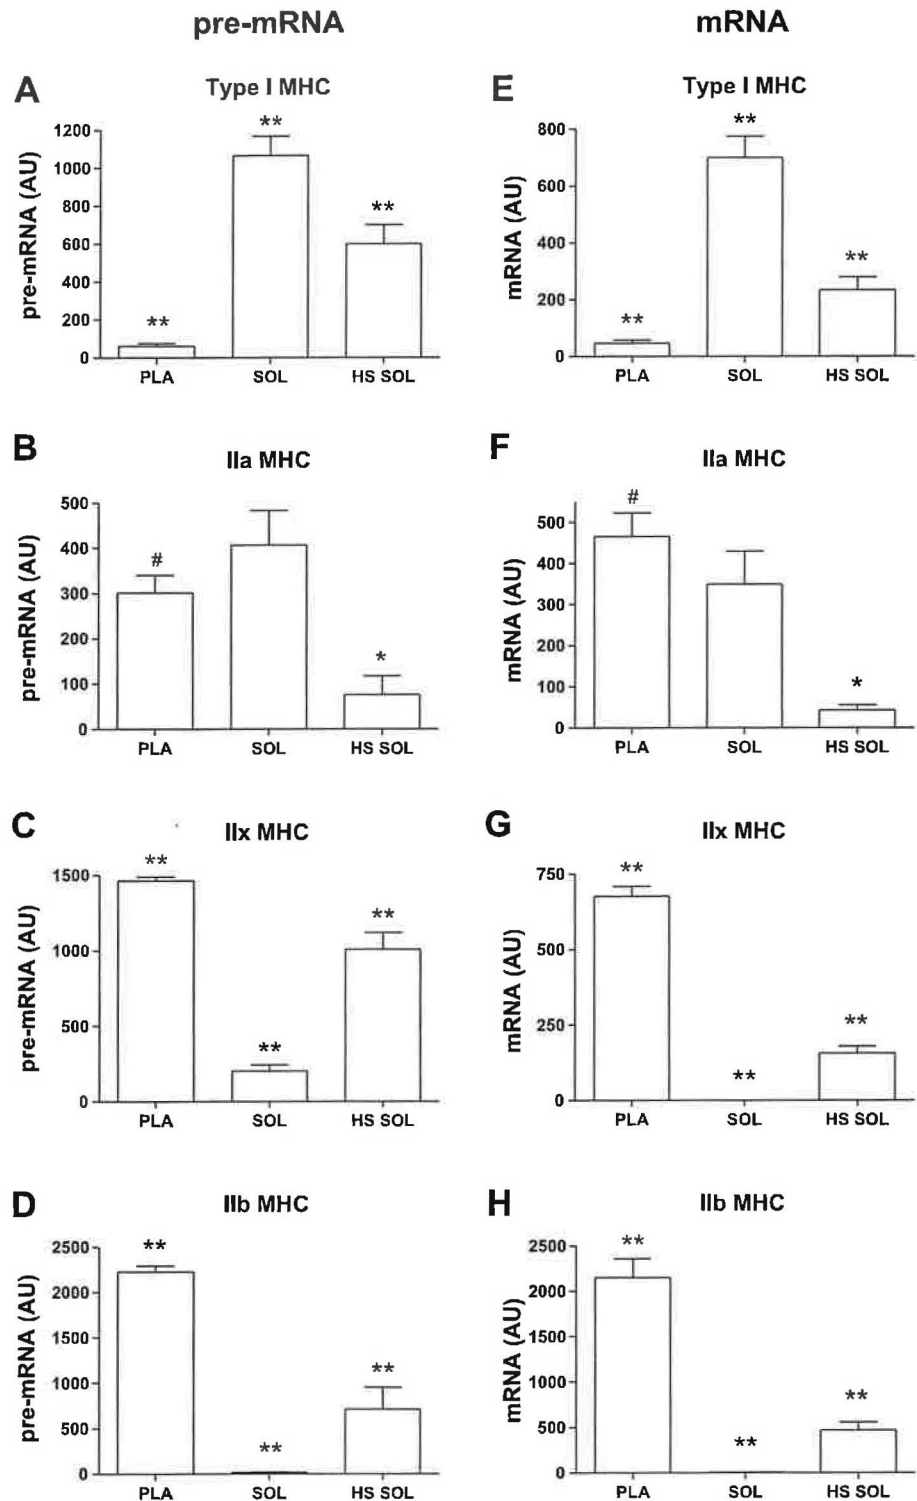 pre-mRNA
mRNA
A
Type I MHC
**
**
**
1200
1000
800
600
400
200
0
pre-mRNA (AU)
PLA SOL HS SOL
E
Type I MHC
**
**
**
800
600
400
200
0
mRNA (AU)
PLA SOL HS SOL
B
IIa MHC
#
*
500
400
300
200
100
0
pre-mRNA (AU)
PLA SOL HS SOL
F
IIa MHC
#
*
500
400
300
200
100
0
mRNA (AU)
PLA SOL HS SOL
C
IIx MHC
**
**
**
1500
1000
500
0
pre-mRNA (AU)
PLA SOL HS SOL
G
IIx MHC
**
**
**
750
500
250
0
mRNA (AU)
PLA SOL HS SOL
D
IIb MHC
**
**
**
2500
2000
1500
1000
500
0
pre-mRNA (AU)
PLA SOL HS SOL
H
IIb MHC
**
**
**
2500
2000
1500
1000
500
0
mRNA (AU)
PLA SOL HS SOL